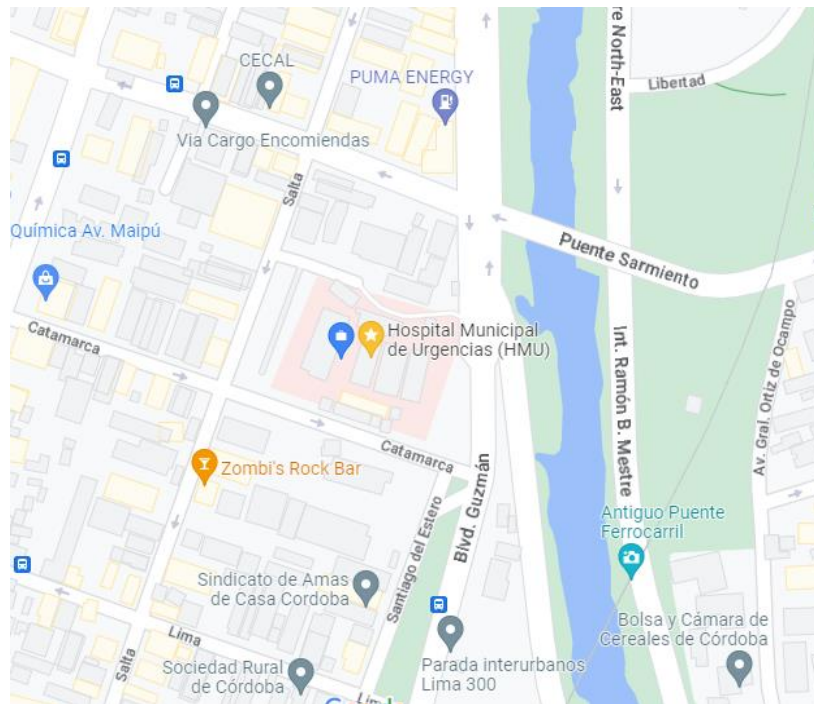 CECAL
PUMA ENERGY
Via Cargo Encomiendas
re North-East
Libertad
Salta
Química Av. Maipú
Puente Sarmiento
Catamarca
Hospital Municipal
de Urgencias (HMU)
Int. Ramón B. Mestre
Av. Gral. Ortiz de Ocampo
Catamarca
Zombi's Rock Bar
Blvd. Guzmán
Santiago del Estero
Antiguo Puente
Ferrocarril
Sindicato de Amas
de Casa Cordoba
Lima
Bolsa y Cámara de
Cereales de Córdoba
Salta
Sociedad Rural
de Córdoba
Parada interurbanos
Lima 300